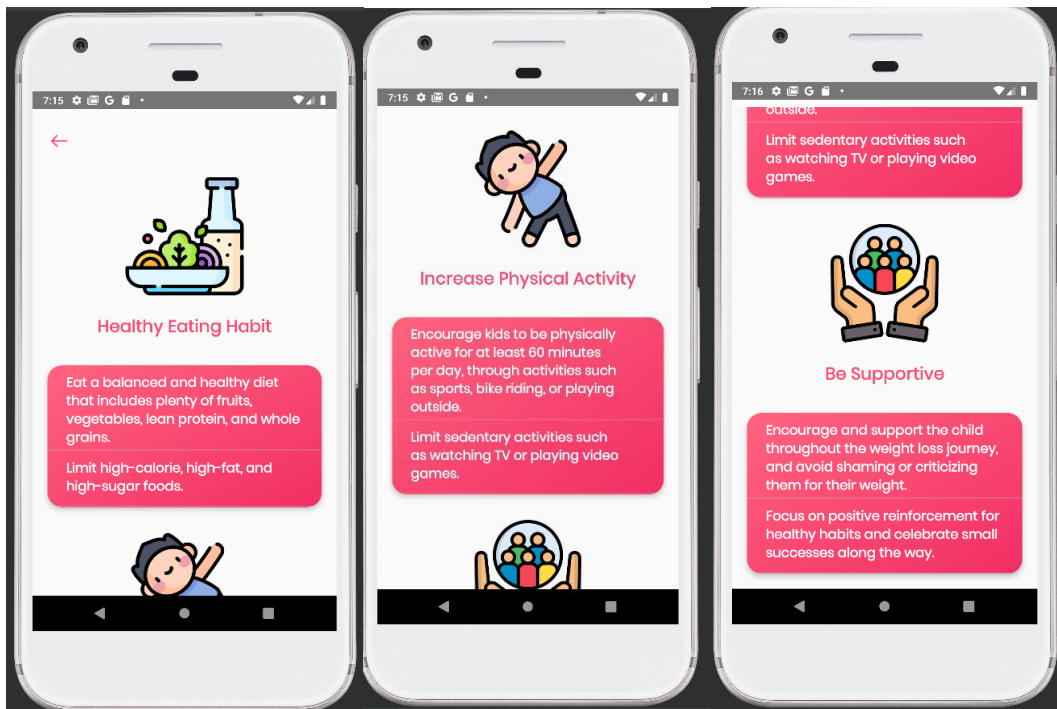 7:15 G
Healthy Eating Habit
Eat a balanced and healthy diet
that includes plenty of fruits,
vegetables, lean protein, and whole
grains.
Limit high-calorie, high-fat, and
high-sugar foods.
7:15 G
Increase Physical Activity
Encourage kids to be physically
active for at least 60 minutes
per day, through activities such
as sports, bike riding, or playing
outside.
Limit sedentary activities such
as watching TV or playing video
games.
7:16 G
outside.
Limit sedentary activities such
as watching TV or playing video
games.
Be Supportive
Encourage and support the child
throughout the weight loss journey,
and avoid shaming or criticizing
them for their weight.
Focus on positive reinforcement for
healthy habits and celebrate small
successes along the way.